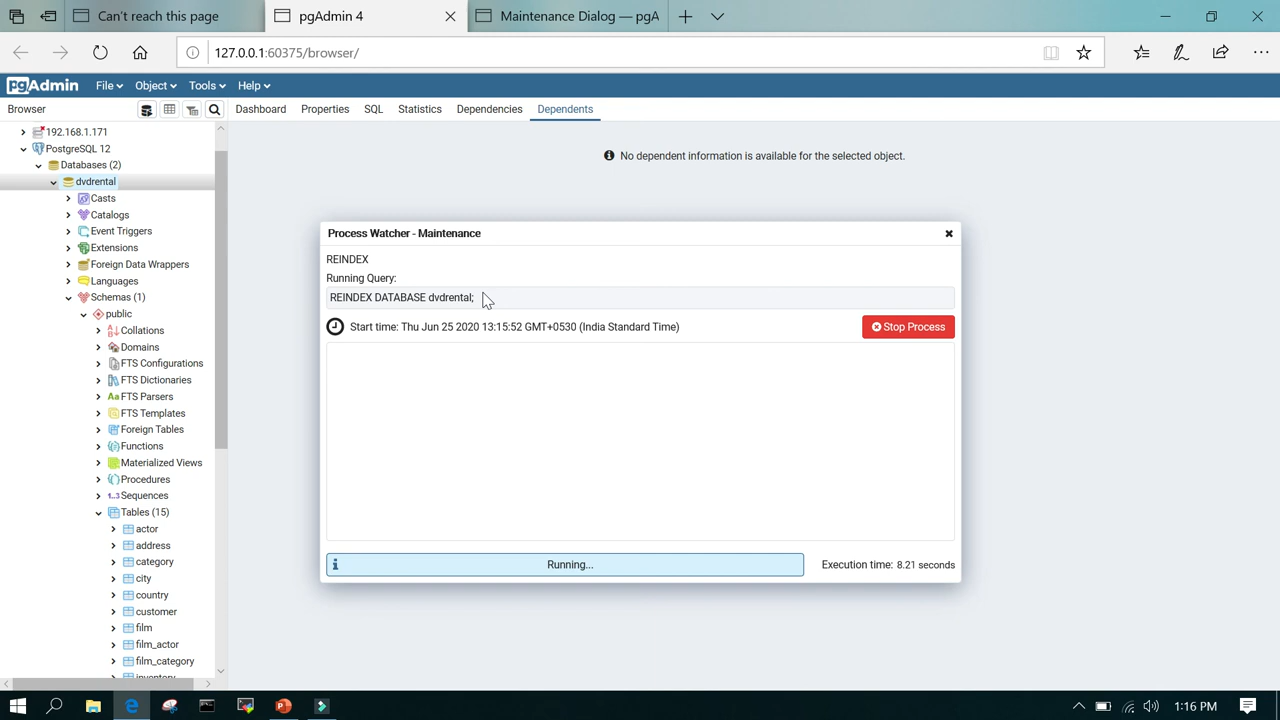 Can't reach this page
pgAdmin 4
Maintenance Dialog — pgA
127.0.0.1:60375/browser/
pgAdmin
File
Object
Tools
Help
Browser
Dashboard
Properties
SQL
Statistics
Dependencies
Dependents
192.168.1.171
PostgreSQL 12
Databases (2)
dvdrental
Casts
Catalogs
Event Triggers
Extensions
Foreign Data Wrappers
Languages
Schemas (1)
public
Collations
Domains
FTS Configurations
FTS Dictionaries
Aa FTS Parsers
FTS Templates
Foreign Tables
Functions
Materialized Views
Procedures
1..3 Sequences
Tables (15)
actor
address
category
city
country
customer
film
film_actor
film_category
No dependent information is available for the selected object.
Process Watcher - Maintenance
REINDEX
Running Query:
REINDEX DATABASE dvdrental;
Start time: Thu Jun 25 2020 13:15:52 GMT+0530 (India Standard Time)
Stop Process
Running...
Execution time: 8.21 seconds
1:16 PM